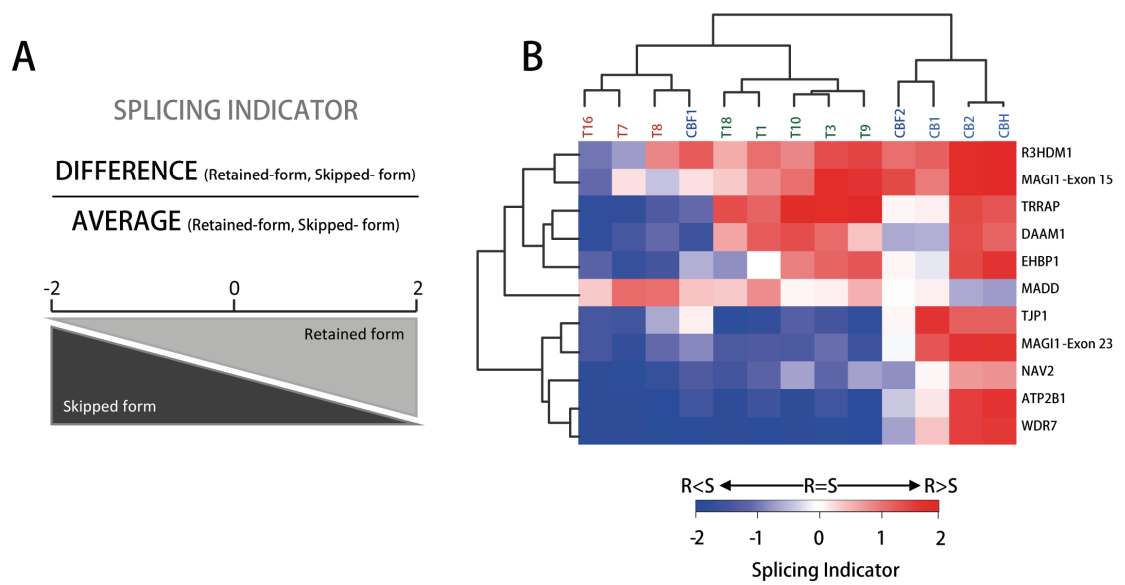 A
SPLICING INDICATOR
DIFFERENCE (Retained-form, Skipped- form)
AVERAGE (Retained-form, Skipped- form)
-2 0 2
Retained form
Skipped form
B
T16 T7 T8 CBF1 T18 T1 T10 T3 T9 CBF2 CB1 CB2 CBH
R3HDM1
MAGI1-Exon 15
TRRAP
DAAM1
EHBP1
MADD
TJP1
MAGI1-Exon 23
NAV2
ATP2B1
WDR7
R<S R=S R>S
-2 -1 0 1 2
Splicing Indicator